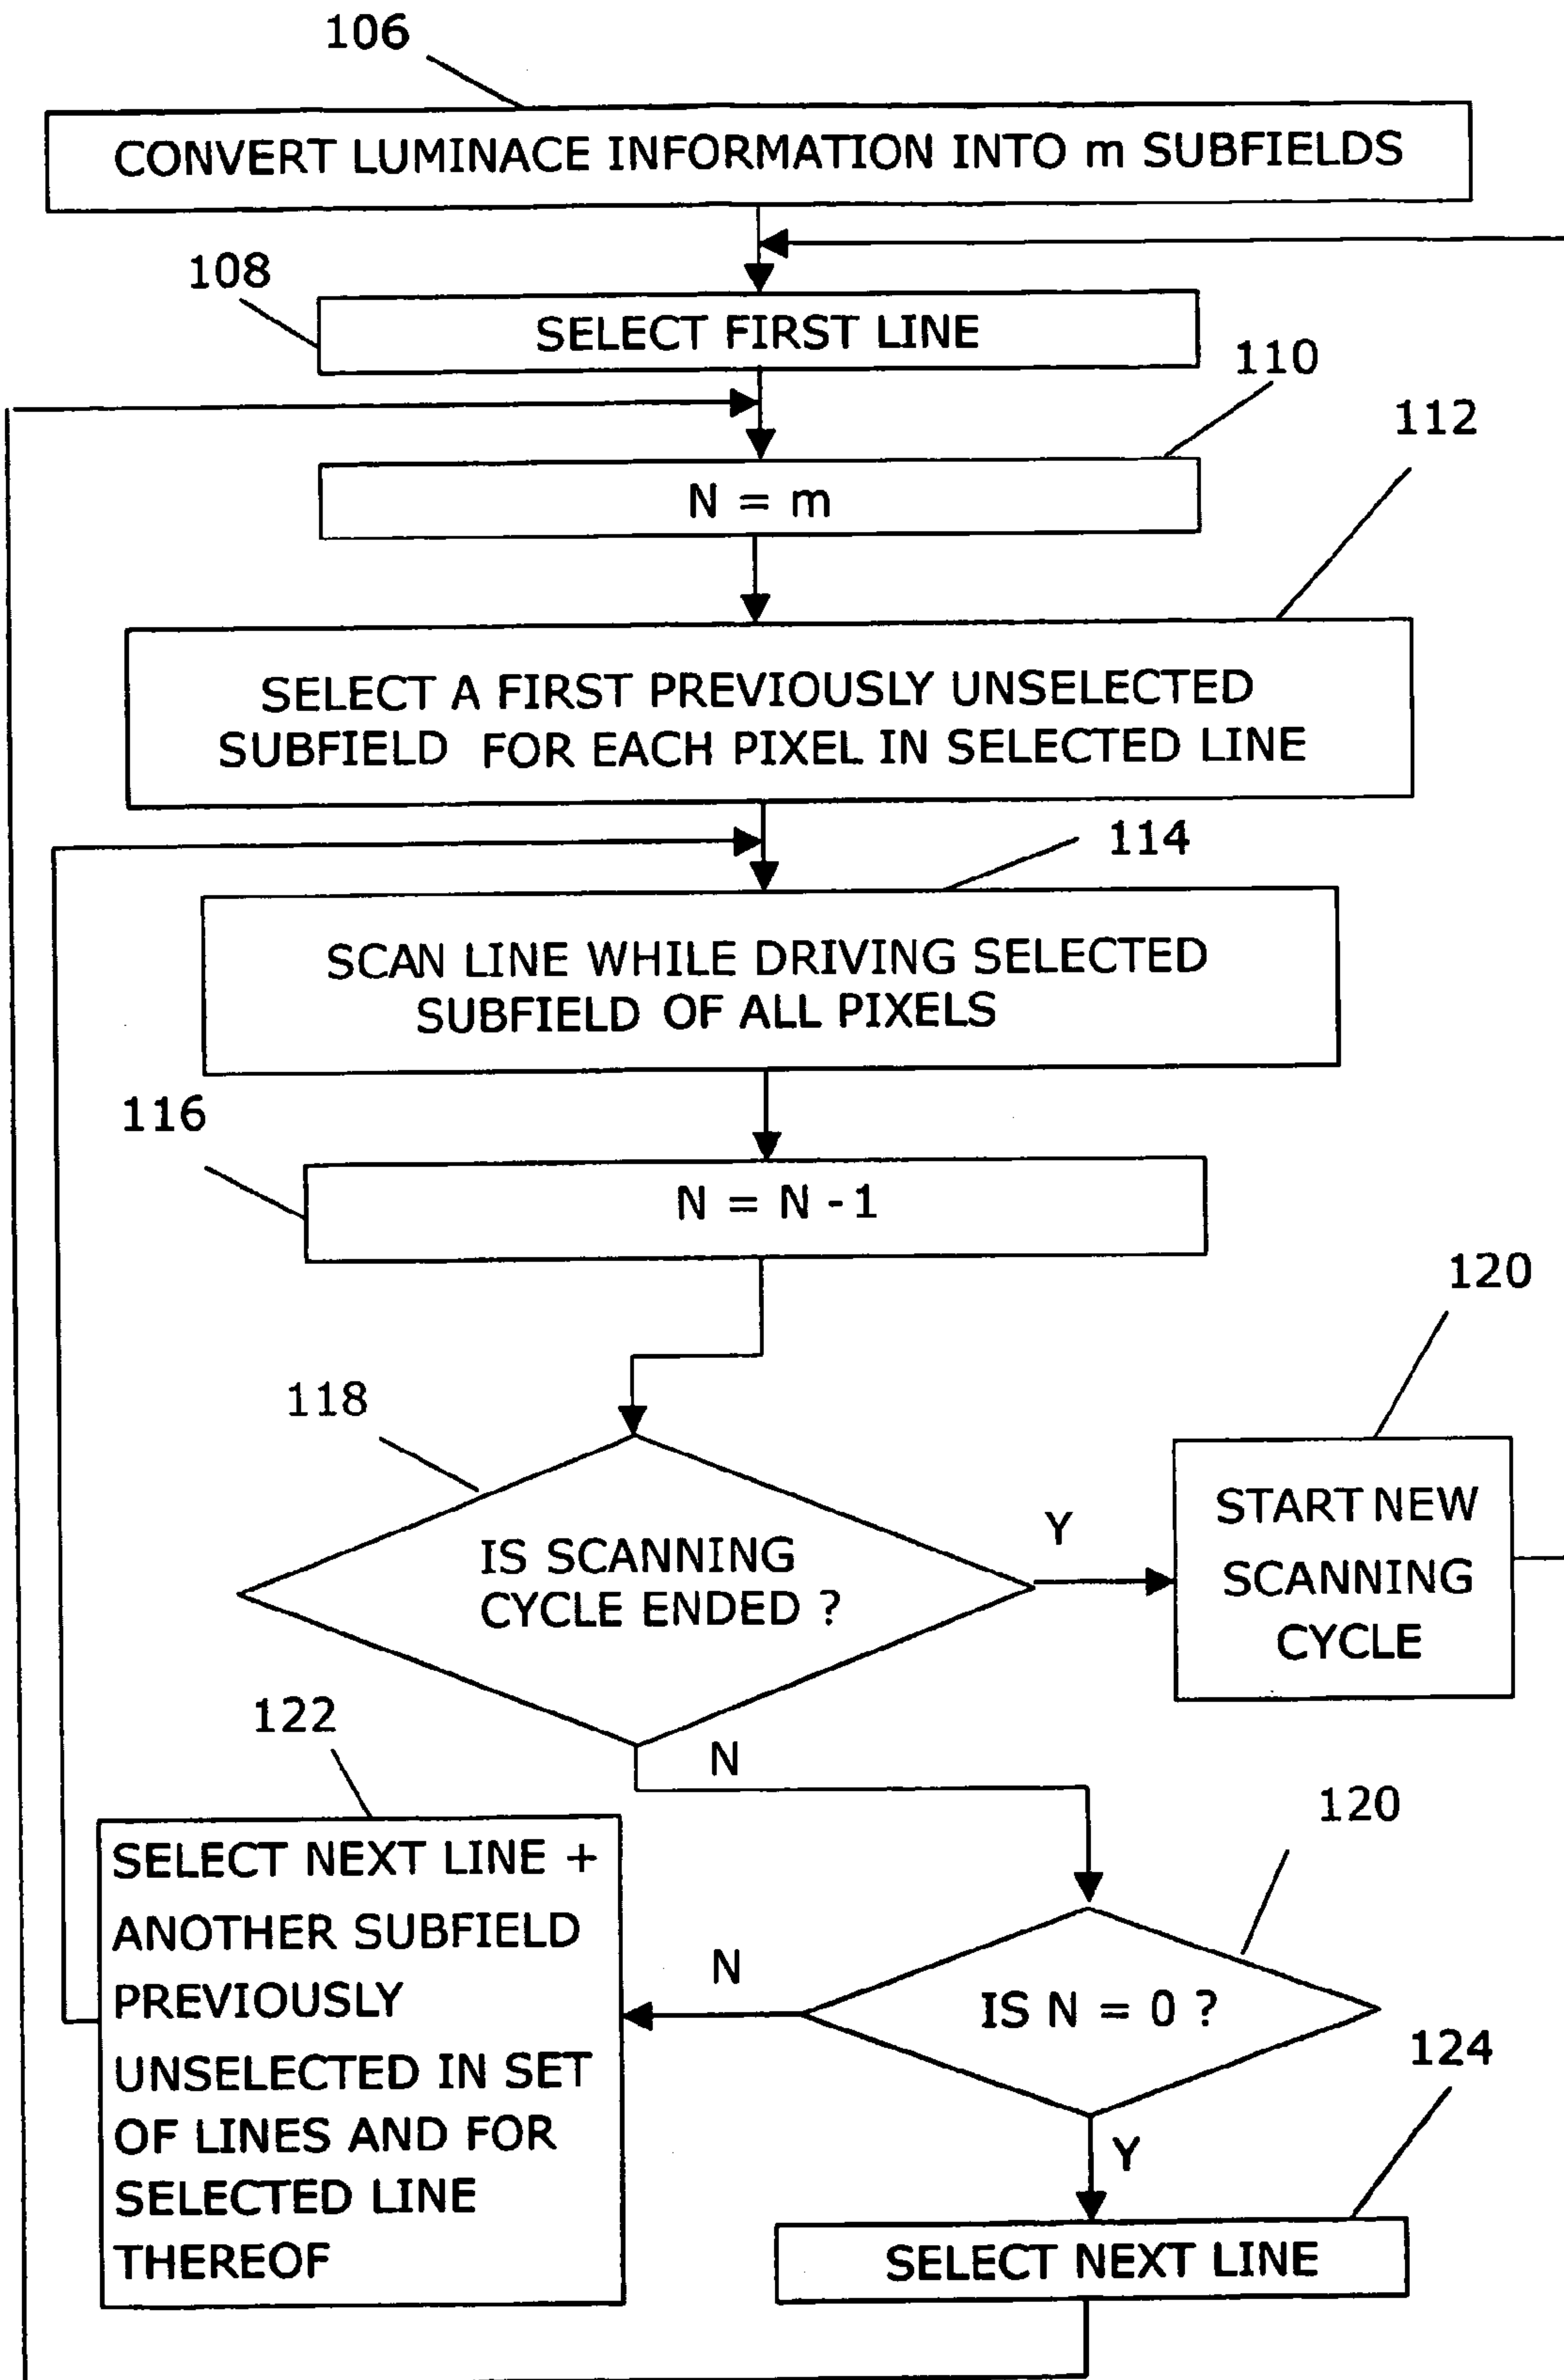 106
CONVERT LUMINACE INFORMATION INTO m SUBFIELDS
108
SELECT FIRST LINE
110
N = m
112
SELECT A FIRST PREVIOUSLY UNSELECTED
SUBFIELD FOR EACH PIXEL IN SELECTED LINE
114
SCAN LINE WHILE DRIVING SELECTED
SUBFIELD OF ALL PIXELS
116
N = N - 1
118
IS SCANNING
CYCLE ENDED ?
Y
120
START NEW
SCANNING
CYCLE
N
122
SELECT NEXT LINE +
ANOTHER SUBFIELD
PREVIOUSLY
UNSELECTED IN SET
OF LINES AND FOR
SELECTED LINE
THEREOF
N
120
IS N = 0 ?
Y
124
SELECT NEXT LINE